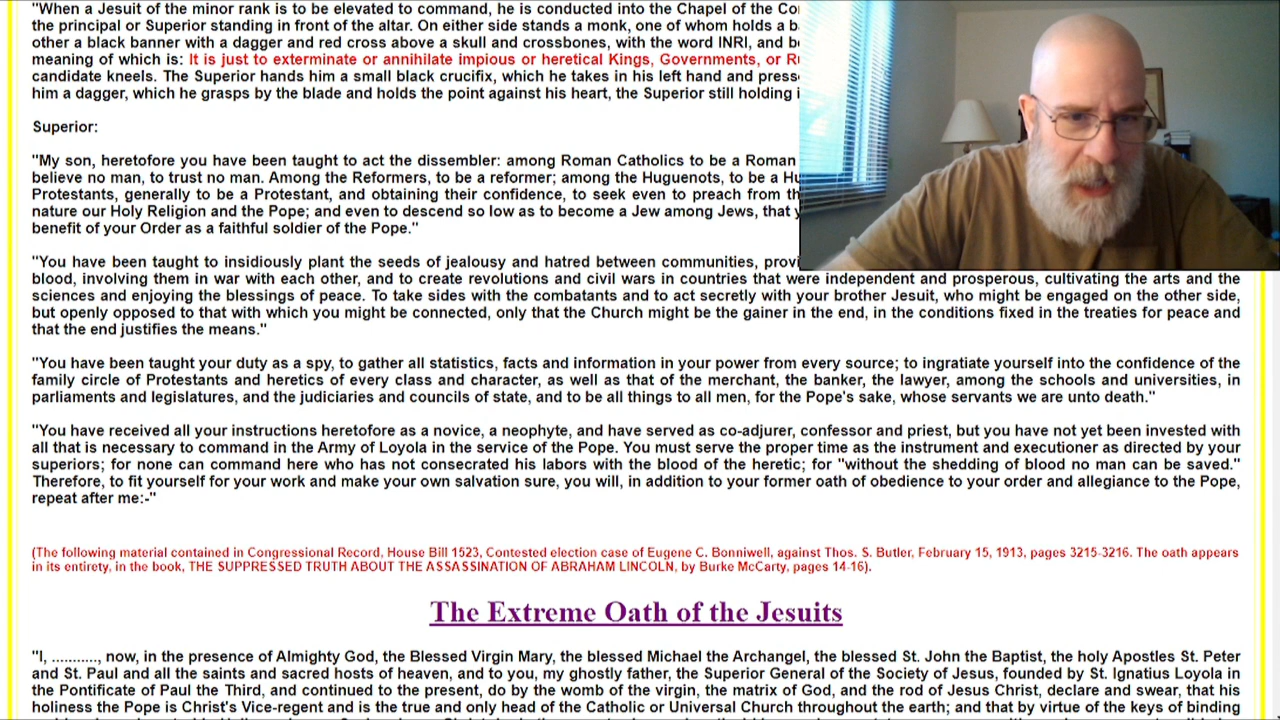 "When a Jesuit of the minor rank is to be elevated to command, he is conducted into the Chapel of the
the principal or Superior standing in front of the altar. On either side stands a monk, one of whom holds a
other a black banner with a dagger and red cross above a skull and crossbones, with the word INRI, and
meaning of which is: It is just to exterminate or annihilate impious or heretical Kings, Governments, or
candidate kneels. The Superior hands him a small black crucifix, which he takes in his left hand and
him a dagger, which he grasps by the blade and holds the point against his heart, the Superior still holding
Superior:
"My son, heretofore you have been taught to act the dissembler: among Roman Catholics to be a Roman
believe no man, to trust no man. Among the Reformers, to be a reformer; among the Huguenots, to be a
Protestants, generally to be a Protestant, and obtaining their confidence, to seek even to preach from
nature our Holy Religion and the Pope; and even to descend so low as to become a Jew among Jews, that
benefit of your Order as a faithful soldier of the Pope."
"You have been taught to insidiously plant the seeds of jealousy and hatred between communities,
blood, involving them in war with each other, and to create revolutions and civil wars in countries that were independent and prosperous, cultivating the arts and the
sciences and enjoying the blessings of peace. To take sides with the combatants and to act secretly with your brother Jesuit, who might be engaged on the other side,
but openly opposed to that with which you might be connected, only that the Church might be the gainer in the end, in the conditions fixed in the treaties for peace and
that the end justifies the means."
"You have been taught your duty as a spy, to gather all statistics, facts and information in your power from every source; to ingratiate yourself into the confidence of the
family circle of Protestants and heretics of every class and character, as well as that of the merchant, the banker, the lawyer, among the schools and universities, in
parliaments and legislatures, and the judiciaries and councils of state, and to be all things to all men, for the Pope's sake, whose servants we are unto death."
"You have received all your instructions heretofore as a novice, a neophyte, and have served as co-adjurer, confessor and priest, but you have not yet been invested with
all that is necessary to command in the Army of Loyola in the service of the Pope. You must serve the proper time as the instrument and executioner as directed by your
superiors; for none can command here who has not consecrated his labors with the blood of the heretic; for "without the shedding of blood no man can be saved."
Therefore, to fit yourself for your work and make your own salvation sure, you will, in addition to your former oath of obedience to your order and allegiance to the Pope,
repeat after me:-"
(The following material contained in Congressional Record, House Bill 1523, Contested election case of Eugene C. Bonniwell, against Thos. S. Butler, February 15, 1913, pages 3215-3216. The oath appears
in its entirety, in the book, THE SUPPRESSED TRUTH ABOUT THE ASSASSINATION OF ABRAHAM LINCOLN, by Burke McCarty, pages 14-16).
The Extreme Oath of the Jesuits
"I, ..........., now, in the presence of Almighty God, the Blessed Virgin Mary, the blessed Michael the Archangel, the blessed St. John the Baptist, the holy Apostles St. Peter
and St. Paul and all the saints and sacred hosts of heaven, and to you, my ghostly father, the Superior General of the Society of Jesus, founded by St. Ignatius Loyola in
the Pontificate of Paul the Third, and continued to the present, do by the womb of the virgin, the matrix of God, and the rod of Jesus Christ, declare and swear, that his
holiness the Pope is Christ's Vice-regent and is the true and only head of the Catholic or Universal Church throughout the earth; and that by virtue of the keys of binding